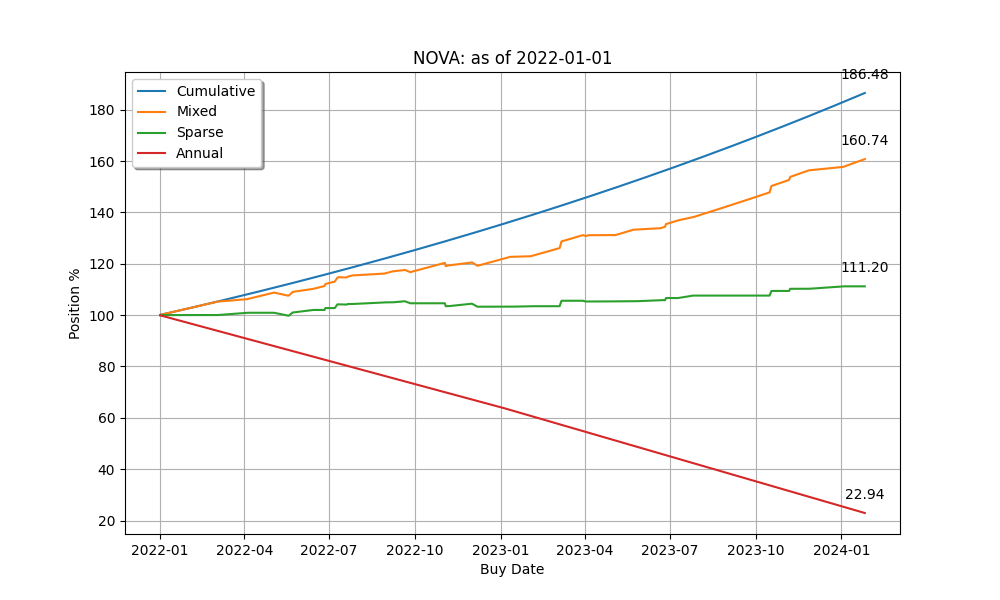 NOVA: as of 2022-01-01
186.48
Cumulative
Mixed
Sparse
Annual
160.74
111.20
22.94
Position %
180
160
140
120
100
80
60
40
20
2022-01 2022-04 2022-07 2022-10 2023-01 2023-04 2023-07 2023-10 2024-01
Buy Date